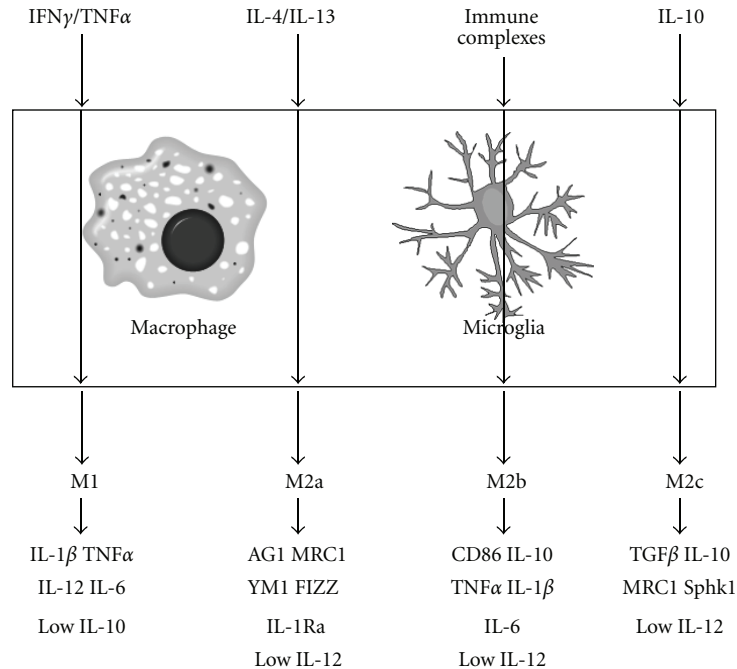 IFNγ/TNFα
IL-4/IL-13
Immune
complexes
IL-10
Macrophage
Microglia
M1
M2a
M2b
M2c
IL-1β TNFα
IL-12 IL-6
Low IL-10
AG1 MRC1
YM1 FIZZ
IL-1Ra
Low IL-12
CD86 IL-10
TNFα IL-1β
IL-6
Low IL-12
TGFβ IL-10
MRC1 Sphk1
Low IL-12